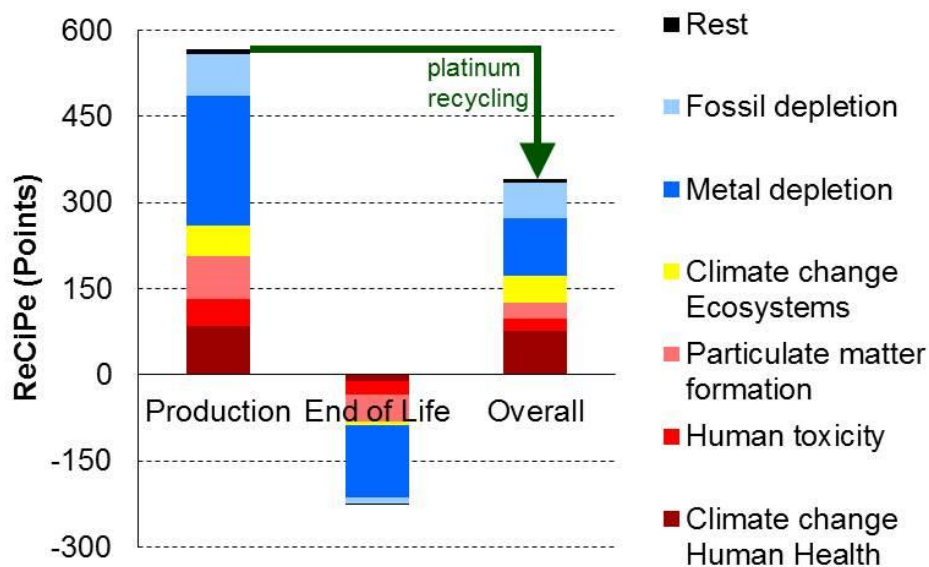 600
450
300
150
0
-150
-300
ReCiPe (Points)
platinum
recycling
Production
End of Life
Overall
Rest
Fossil depletion
Metal depletion
Climate change
Ecosystems
Particulate matter
formation
Human toxicity
Climate change
Human Health